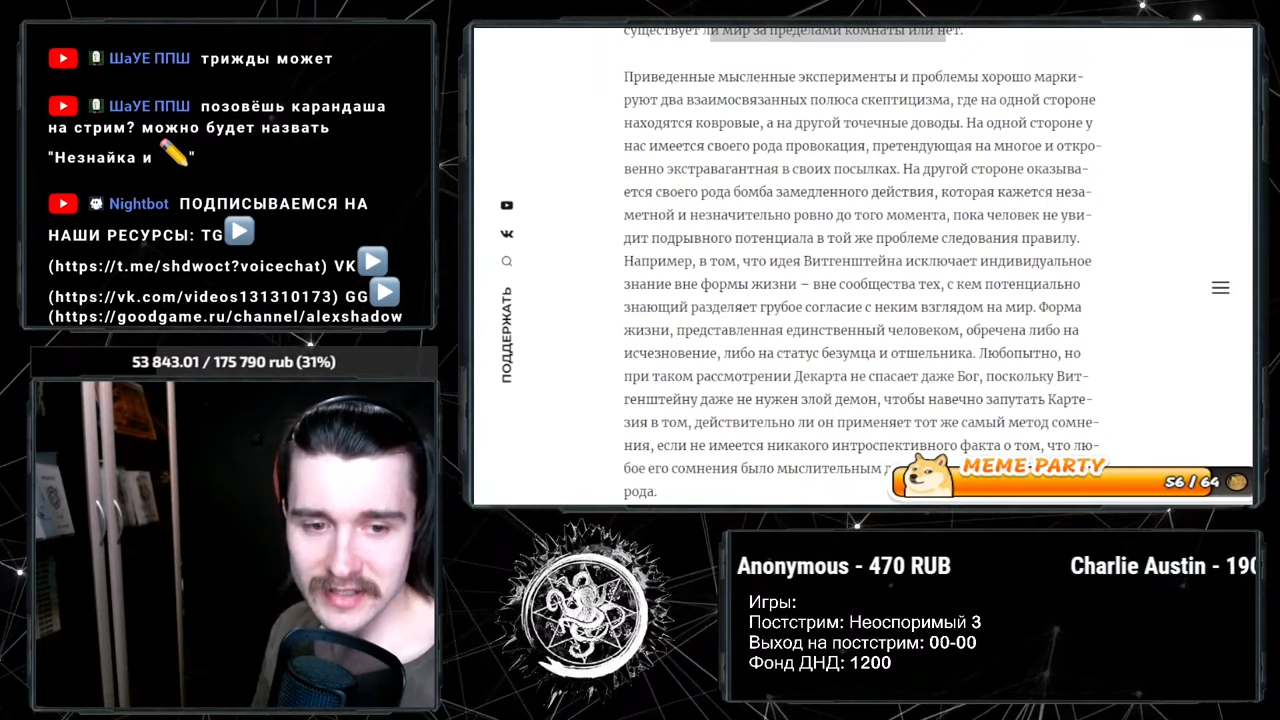 ШаУЕ ППШ трижды может
ШаУЕ ППШ позовёшь карандаша
на стрим? можно будет назвать
"Незнайка и ✏️"
Nightbot ПОДПИСЫВАЕМСЯ НА
НАШИ РЕСУРСЫ: TG▶️
(https://t.me/shdwoct?voicechat) VK▶️
(https://vk.com/videos131310173) GG▶️
(https://goodgame.ru/channel/alexshadow
53 843.01 / 175 790 rub (31%)
существует ли мир за пределами комнаты или нет.
Приведенные мысленные эксперименты и проблемы хорошо марки-
руют два взаимосвязанных полюса скептицизма, где на одной стороне
находятся ковровые, а на другой точечные доводы. На одной стороне у
нас имеется своего рода провокация, претендующая на многое и откро-
венно экстравагантная в своих посылках. На другой стороне оказыва-
ется своего рода бомба замедленного действия, которая кажется неза-
метной и незначительно ровно до того момента, пока человек не уви-
дит подрывного потенциала в той же проблеме следования правилу.
Например, в том, что идея Витгенштейна исключает индивидуальное
знание вне формы жизни – вне сообщества тех, с кем потенциально
знающий разделяет грубое согласие с неким взглядом на мир. Форма
жизни, представленная единственный человеком, обречена либо на
исчезновение, либо на статус безумца и отшельника. Любопытно, но
при таком рассмотрении Декарта не спасает даже Бог, поскольку Вит-
генштейну даже не нужен злой демон, чтобы навечно запутать Карте-
зия в том, действительно ли он применяет тот же самый метод сомне-
ния, если не имеется никакого интроспективного факта о том, что лю-
бое его сомнения было мыслительным
рода.
ПОДДЕРЖАТЬ
MEME PARTY
56 / 64
Anonymous - 470 RUB
Charlie Austin - 190
Игры:
Постстрим: Неоспоримый 3
Выход на постстрим: 00-00
Фонд ДНД: 1200